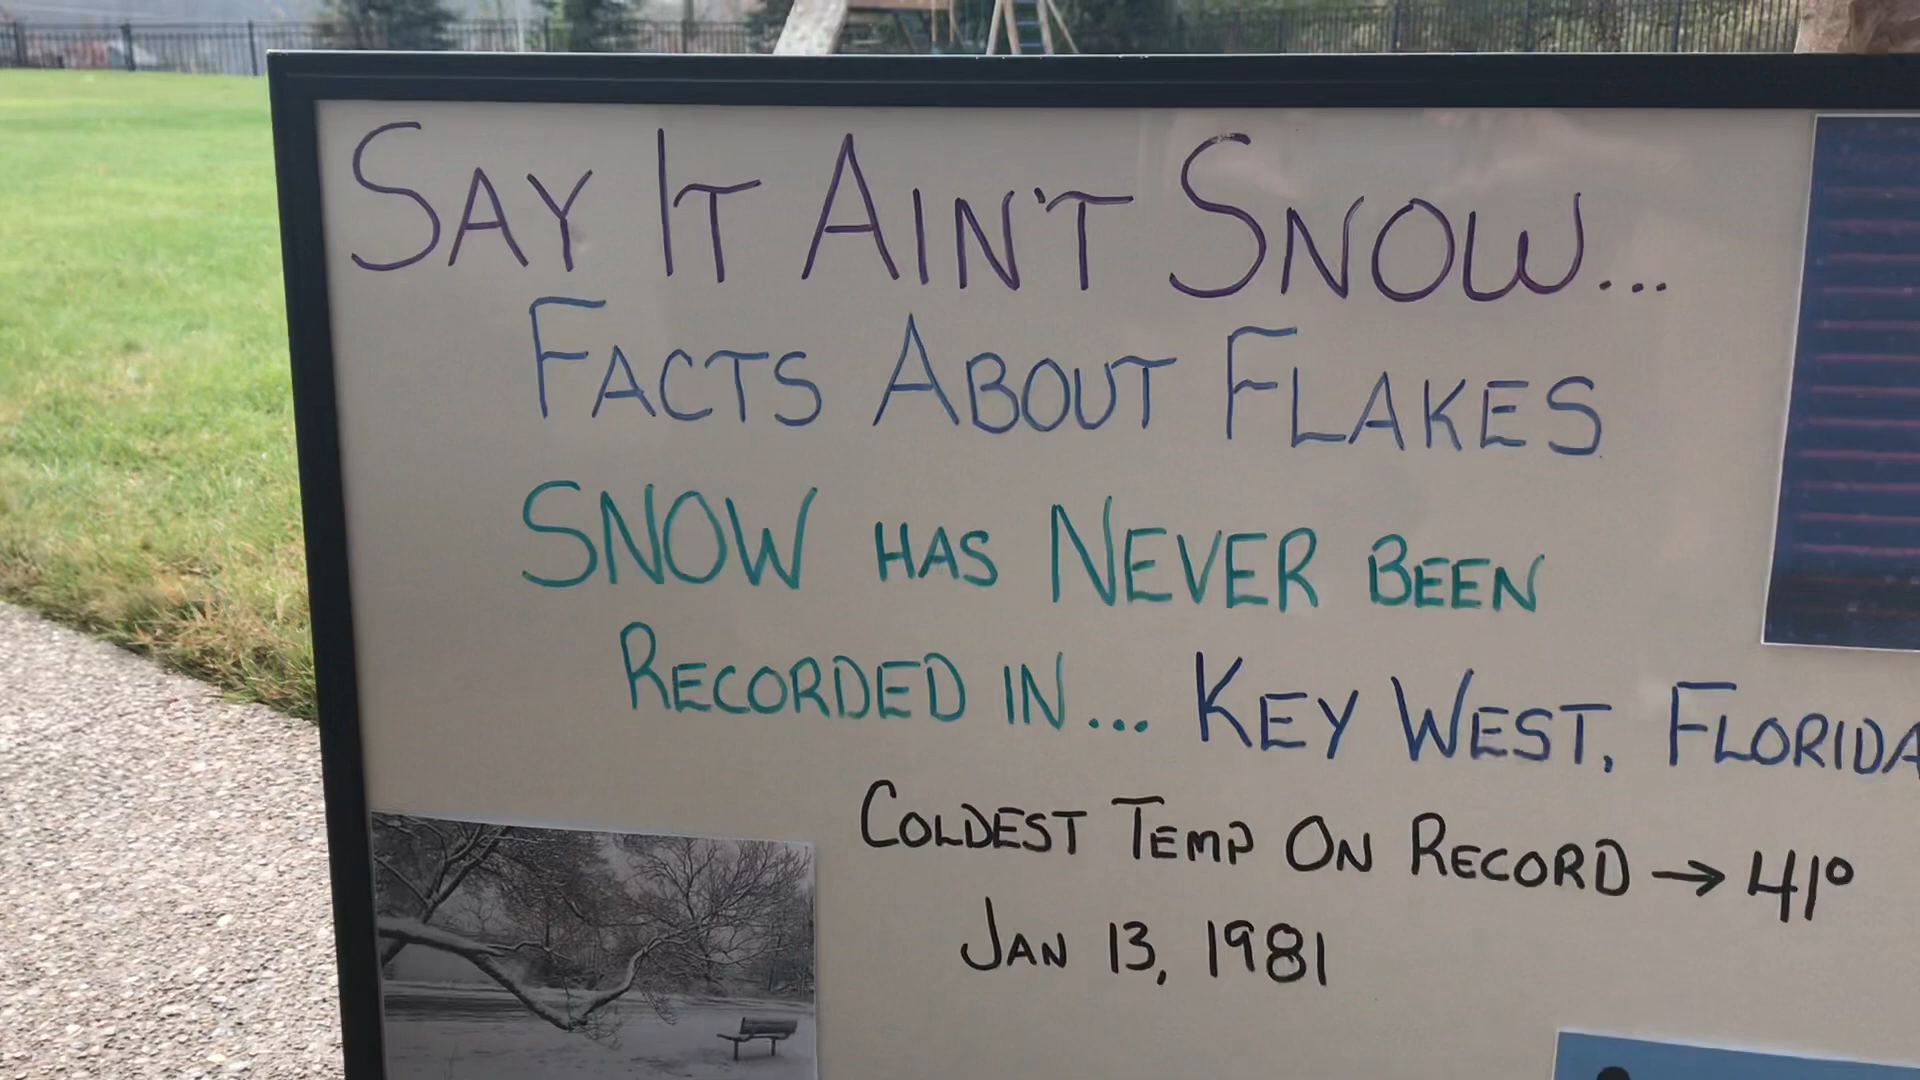 SAY IT AIN'T SNOW...
FACTS ABOUT FLAKES
SNOW HAS NEVER BEEN
RECORDED IN... KEY WEST, FLORIDA
COLDEST TEMP ON RECORD → 41°
JAN 13, 1981